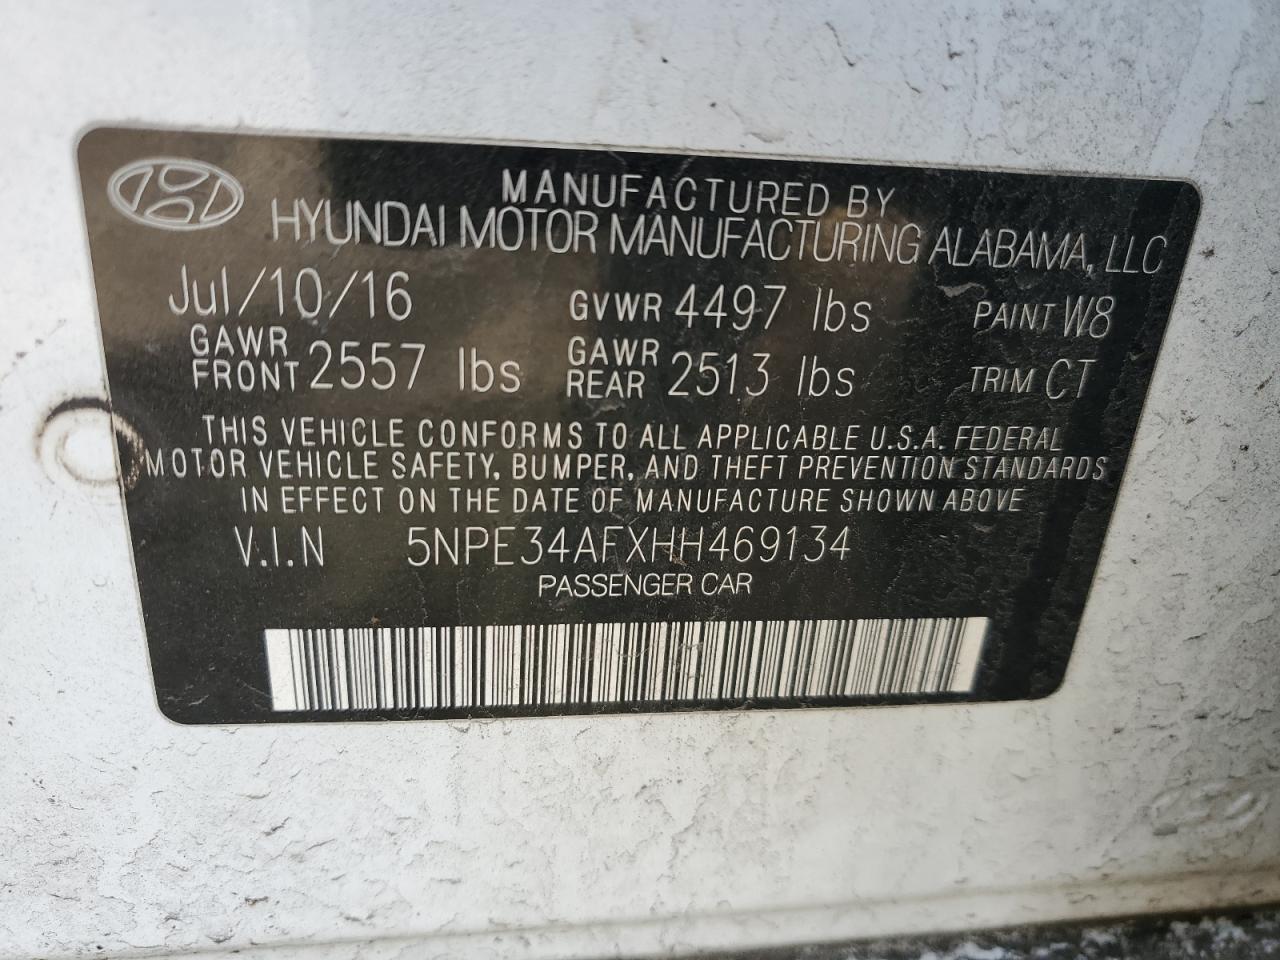 MANUFACTURED BY
HYUNDAI MOTOR MANUFACTURING ALABAMA, LLC
Jul/10/16 GVWR 4497 lbs PAINT W8
GAWR FRONT 2557 lbs GAWR REAR 2513 lbs TRIM CT
THIS VEHICLE CONFORMS TO ALL APPLICABLE U.S.A. FEDERAL
MOTOR VEHICLE SAFETY, BUMPER, AND THEFT PREVENTION STANDARDS
IN EFFECT ON THE DATE OF MANUFACTURE SHOWN ABOVE
V.I.N 5NPE34AFXHH469134
PASSENGER CAR